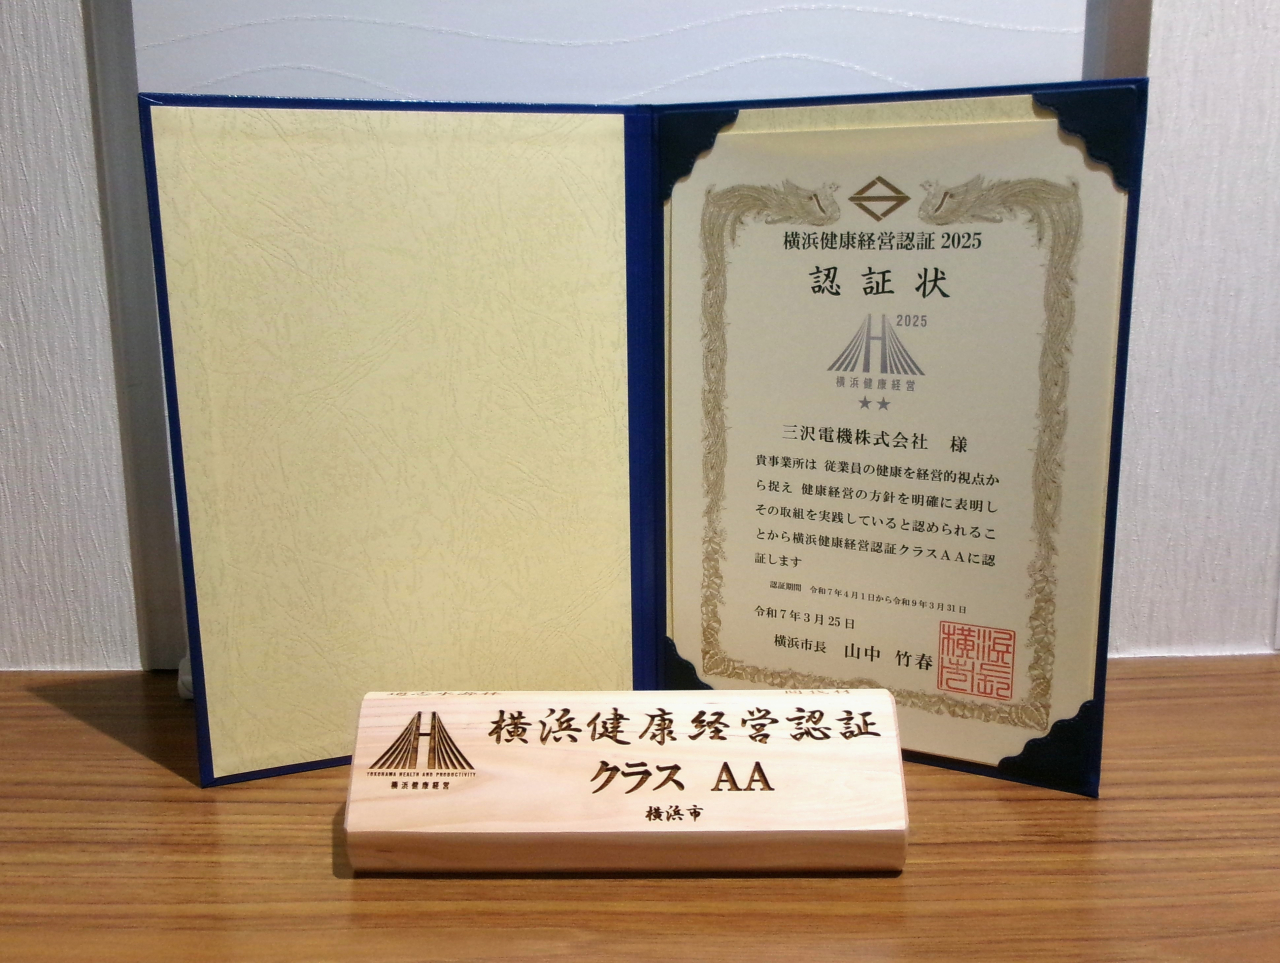 横浜健康経営認証 2025
認証状
2025
横浜健康経営
★★
三沢電機株式会社 様
貴事業所は 従業員の健康を経営的視点か
ら捉え 健康経営の方針を明確に表明し
その取組を実践していると認められるこ
とから横浜健康経営認証クラスAAに認
証します
認証期間 令和7年4月1日から令和9年3月31日
令和7年3月25日
横浜市長 山中 竹春
横浜市長
横浜健康経営認証
クラス AA
横浜市
YOKOHAMA HEALTH AND PRODUCTIVITY
横浜健康経営